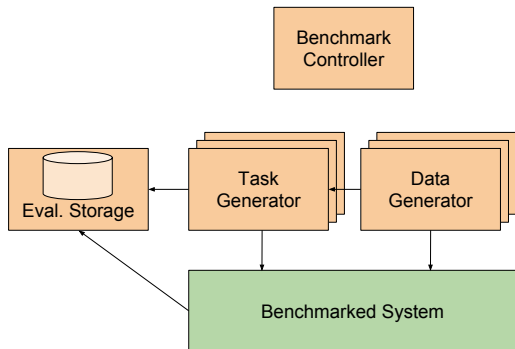 Benchmark
Controller
Eval. Storage
Task
Generator
Data
Generator
Benchmarked System